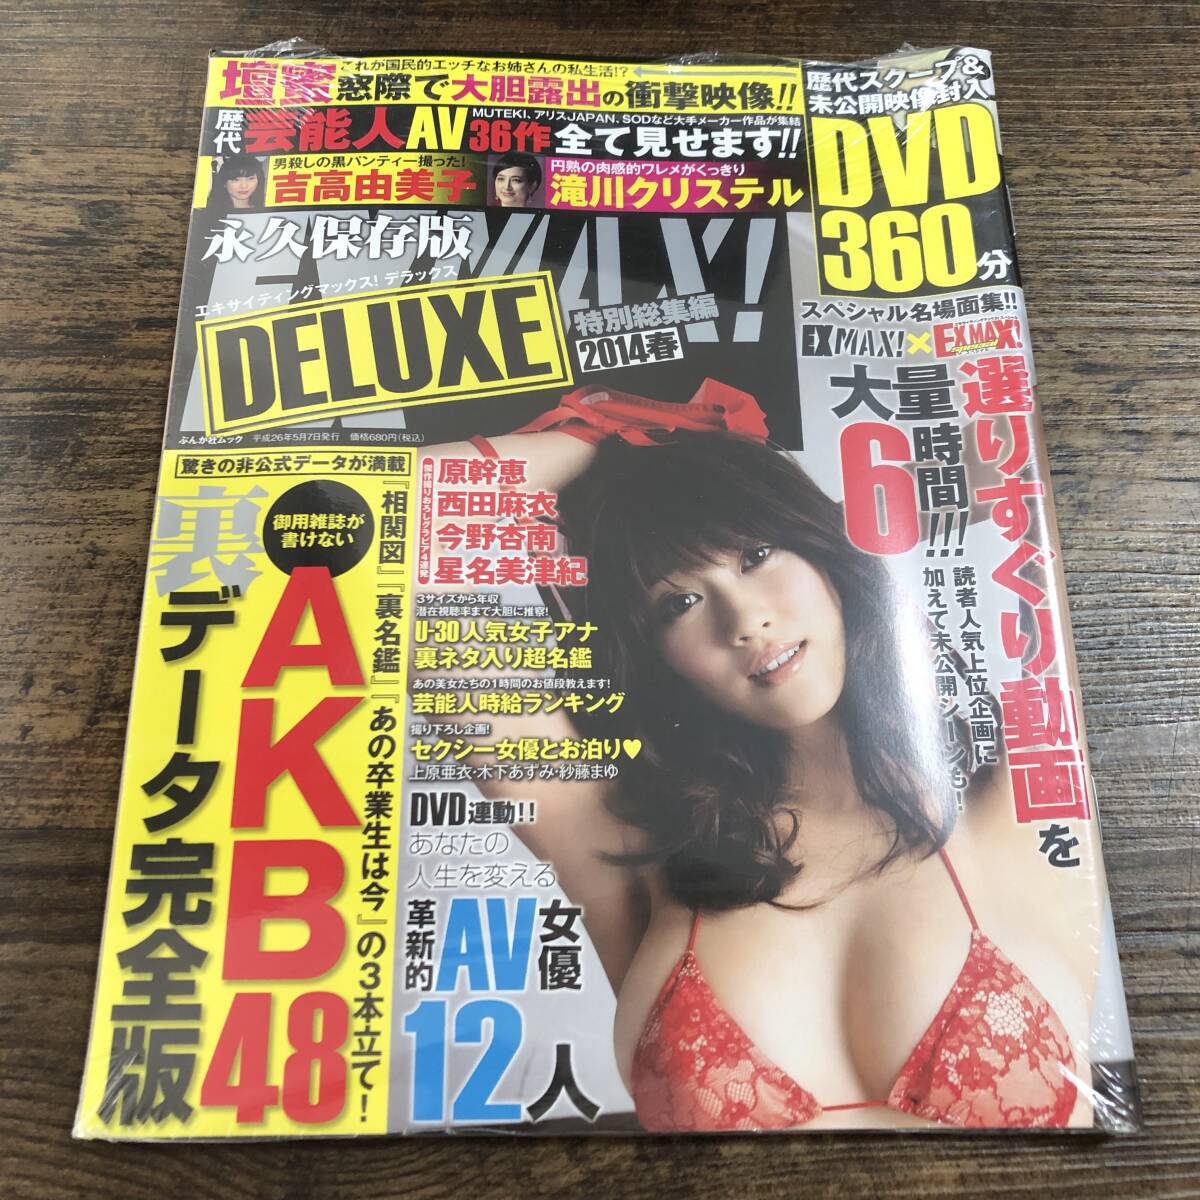 これが国民的エッチなお姉さんの私生活!?
壇蜜窓際で大胆露出の衝撃映像!!
MUTEKI、アリスJAPAN、SODなど大手メーカー作品が集結
歴代芸能人AV36作全て見せます!!
男殺しの黒パンティー撮った!
吉高由美子
円熟の肉感的ワレメがくっきり
滝川クリステル
歴代スクープ&
未公開映像封入
DVD
360分
永久保存版
EXMAX!
エキサイティングマックス! デラックス
DELUXE
特別総集編
2014春
ぶんか社ムック 平成26年5月7日発行 価格680円(税込)
スペシャル名場面集!!
EXMAX!×EXMAX!
Special
選りすぐり動画を
大量6時間!!!
読者人気上位企画に
加えて未公開シーンも!
驚きの非公式データが満載
御用雑誌が
書けない
裏データ完全版
AKB48
『相関図』『裏名鑑』『あの卒業生は今』の3本立て!
傑作撮りおろしグラビア4連発
原幹恵
西田麻衣
今野杏南
星名美津紀
3サイズから年収
潜在視聴率まで大胆に推察!
U-30人気女子アナ
裏ネタ入り超名鑑
あの美女たちの1時間のお値段教えます!
芸能人時給ランキング
撮り下ろし企画!
セクシー女優とお泊り♥
上原亜衣・木下あずみ・紗藤まゆ
DVD連動!!
あなたの
人生を変える
革新的AV女優
12人